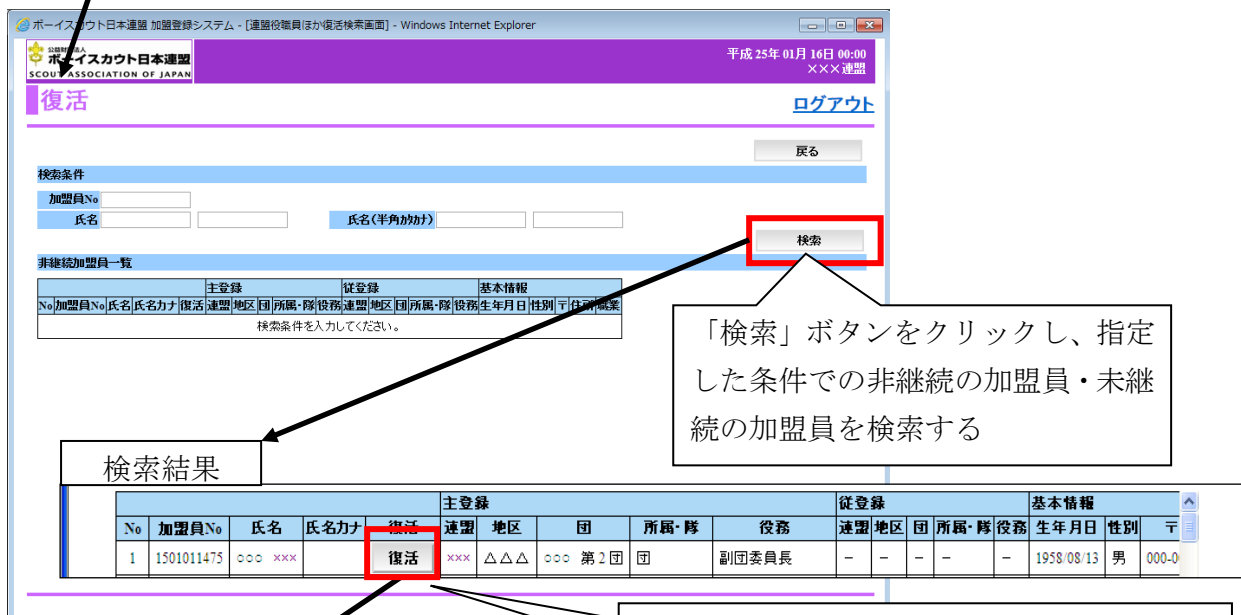 ボーイスカウト日本連盟 加盟登録システム - [連盟役職員ほか復活検索画面] - Windows Internet Explorer
公益財団法人
ボーイスカウト日本連盟
SCOUT ASSOCIATION OF JAPAN
平成 25年 01月 16日 00:00
×××連盟
復活
ログアウト
戻る
検索条件
加盟員No
氏名 氏名(半角カタカナ)
検索
非継続加盟員一覧
主登録 従登録 基本情報
No 加盟員No 氏名 氏名カナ 復活 連盟 地区 団 所属・隊 役務 連盟 地区 団 所属・隊 役務 生年月日 性別 〒 住所 職業
検索条件を入力してください。
「検索」ボタンをクリックし、指定
した条件での非継続の加盟員・未継
続の加盟員を検索する
検索結果
主登録 従登録 基本情報
No 加盟員No 氏名 氏名カナ 復活 連盟 地区 団 所属・隊 役務 連盟 地区 団 所属・隊 役務 生年月日 性別 〒
1 1501011475 ○○○ ××× 復活 ××× △△△ ○○○ 第2団 団 副団委員長 － － － － － 1958/08/13 男 000-0